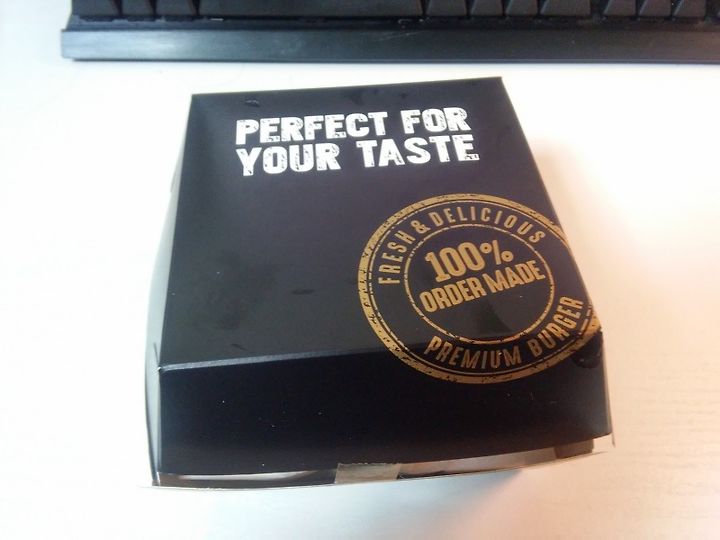 PERFECT FOR
YOUR TASTE
FRESH & DELICIOUS
100%
ORDER MADE
PREMIUM BURGER